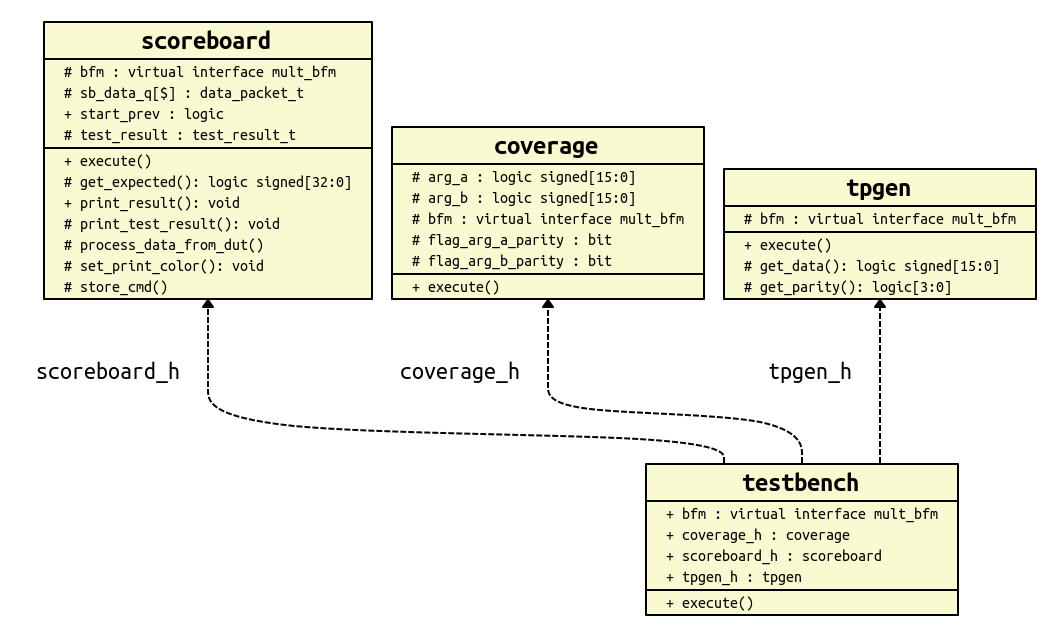 scoreboard
# bfm : virtual interface mult_bfm
# sb_data_q[$] : data_packet_t
+ start_prev : logic
# test_result : test_result_t
+ execute()
# get_expected(): logic signed[32:0]
+ print_result(): void
# print_test_result(): void
# process_data_from_dut()
# set_print_color(): void
# store_cmd()
coverage
# arg_a : logic signed[15:0]
# arg_b : logic signed[15:0]
# bfm : virtual interface mult_bfm
# flag_arg_a_parity : bit
# flag_arg_b_parity : bit
+ execute()
tpgen
# bfm : virtual interface mult_bfm
+ execute()
# get_data(): logic signed[15:0]
# get_parity(): logic[3:0]
scoreboard_h
coverage_h
tpgen_h
testbench
+ bfm : virtual interface mult_bfm
+ coverage_h : coverage
+ scoreboard_h : scoreboard
+ tpgen_h : tpgen
+ execute()